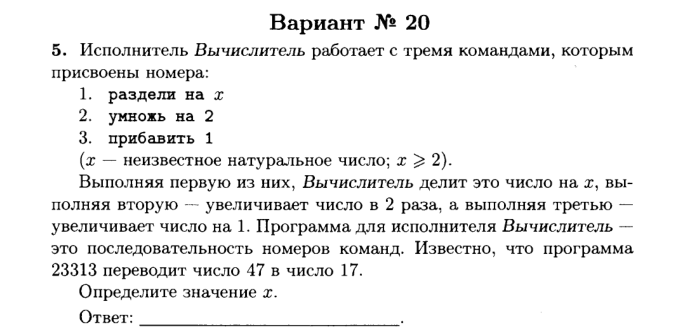 Вариант № 20
5. Исполнитель Вычислитель работает с тремя командами, которым
присвоены номера:
1. раздели на x
2. умножь на 2
3. прибавить 1
(x — неизвестное натуральное число; x ⩾ 2).
Выполняя первую из них, Вычислитель делит это число на x, вы-
полняя вторую — увеличивает число в 2 раза, а выполняя третью —
увеличивает число на 1. Программа для исполнителя Вычислитель —
это последовательность номеров команд. Известно, что программа
23313 переводит число 47 в число 17.
Определите значение x.
Ответ: ______________________________.